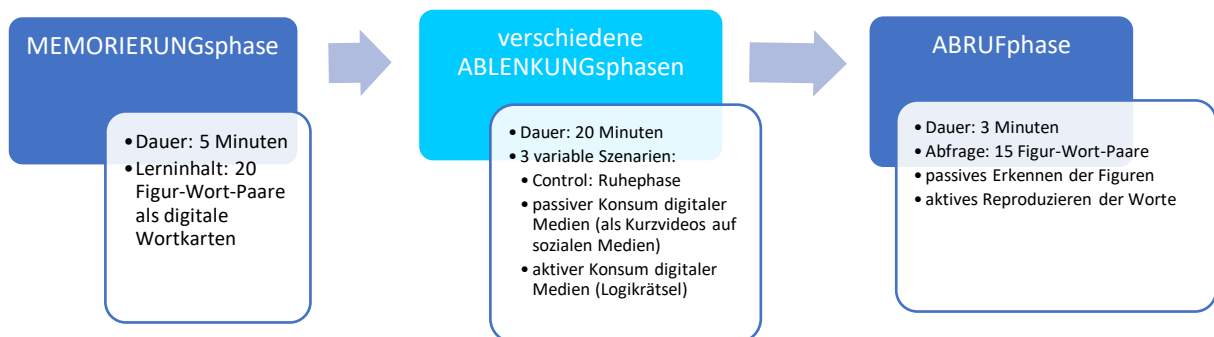 MEMORIERUNGsphase
• Dauer: 5 Minuten
• Lerninhalt: 20
Figur-Wort-Paare
als digitale
Wortkarten
verschiedene
ABLENKUNGsphasen
• Dauer: 20 Minuten
• 3 variable Szenarien:
• Control: Ruhephase
• passiver Konsum digitaler
Medien (als Kurzvideos auf
sozialen Medien)
• aktiver Konsum digitaler
Medien (Logikrätsel)
ABRUFphase
• Dauer: 3 Minuten
• Abfrage: 15 Figur-Wort-Paare
• passives Erkennen der Figuren
• aktives Reproduzieren der Worte